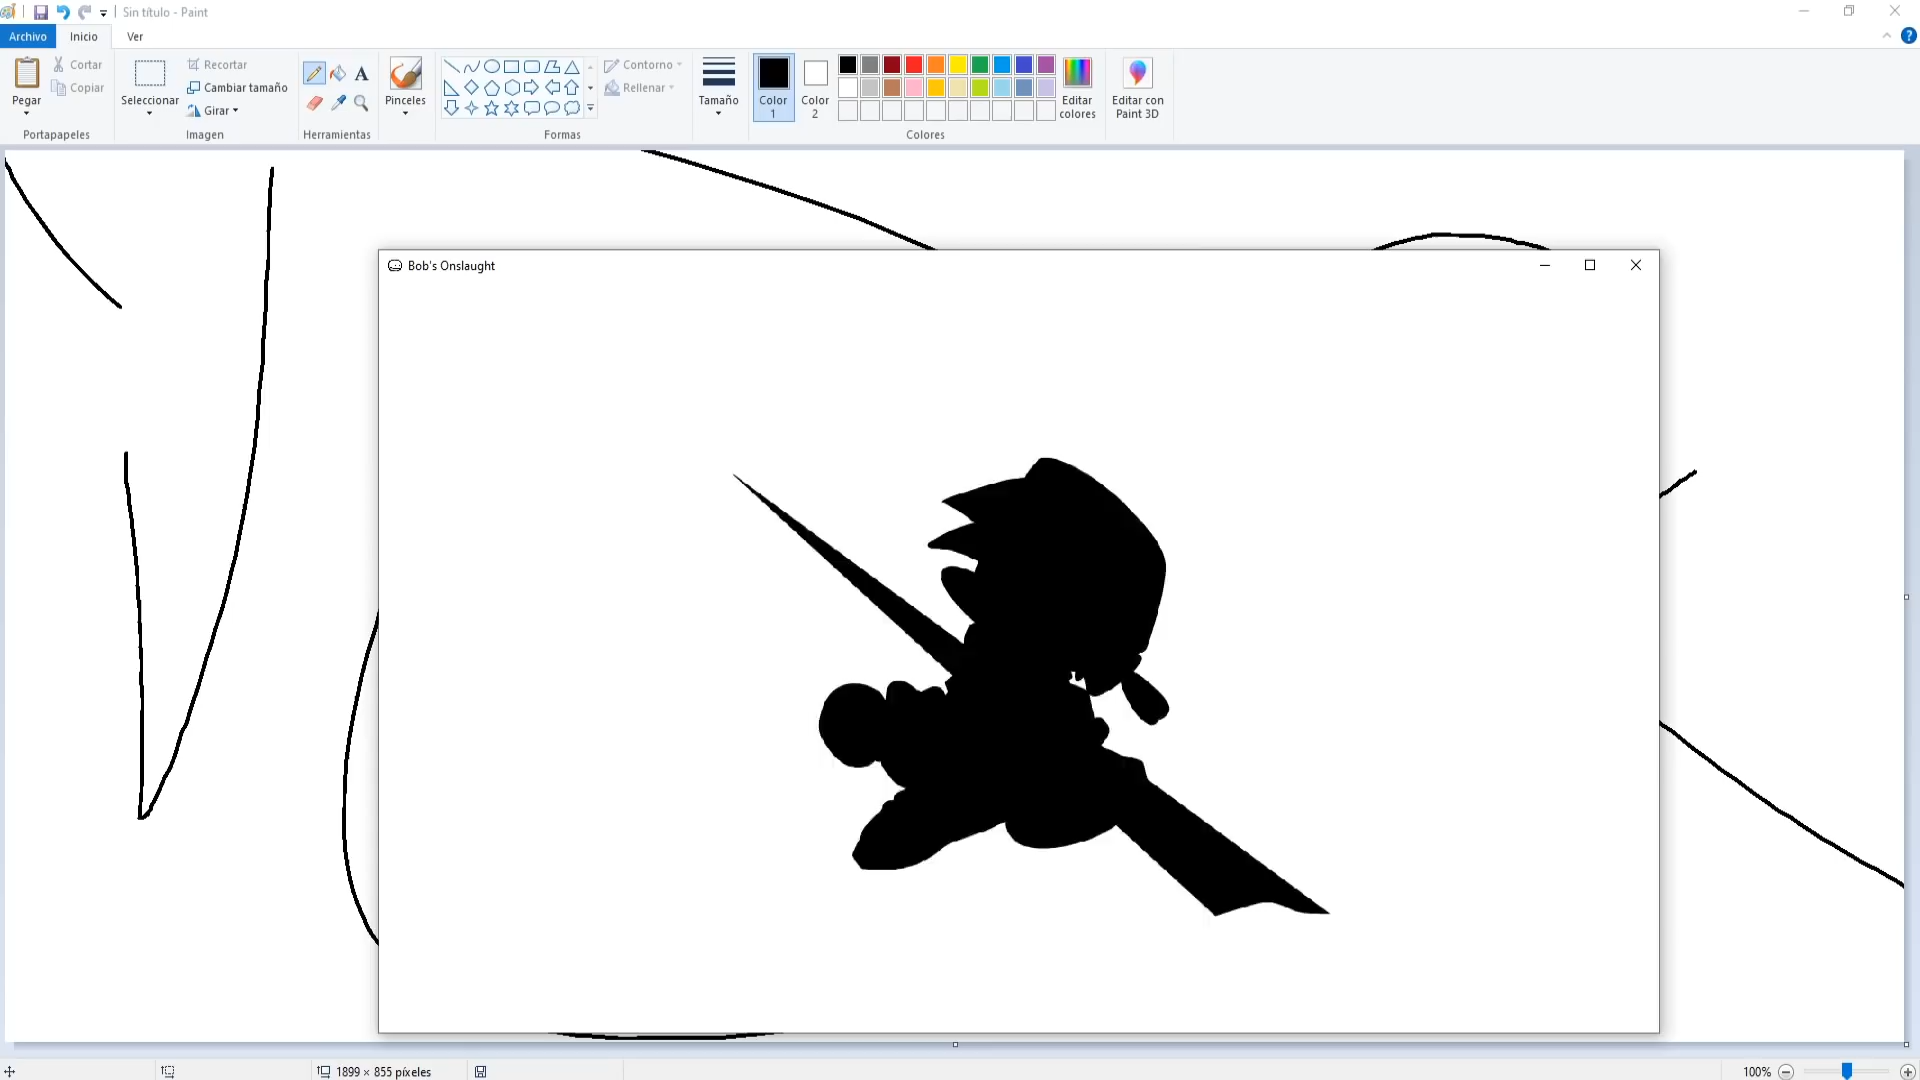 Sin título - Paint
Archivo Inicio Ver
Pegar
Cortar
Copiar
Portapapeles
Seleccionar
Recortar
Cambiar tamaño
Girar
Imagen
A
Herramientas
Pinceles
Contorno
Rellenar
Formas
Tamaño
Color
1
Color
2
Editar
colores
Colores
Editar con
Paint 3D
?
Bob's Onslaught
1899 × 855 píxeles
100%